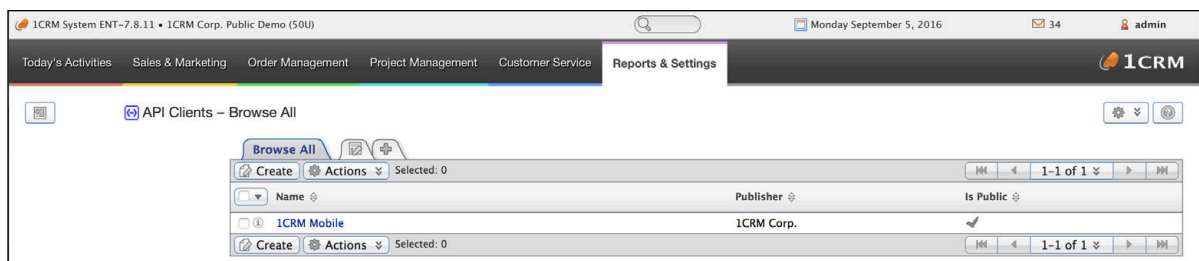 1CRM System ENT-7.8.11 • 1CRM Corp. Public Demo (50U) Monday September 5, 2016 34 admin
Today's Activities Sales & Marketing Order Management Project Management Customer Service Reports & Settings 1CRM
API Clients – Browse All
Browse All
Create Actions Selected: 0 1-1 of 1
Name Publisher Is Public
1CRM Mobile 1CRM Corp.
Create Actions Selected: 0 1-1 of 1